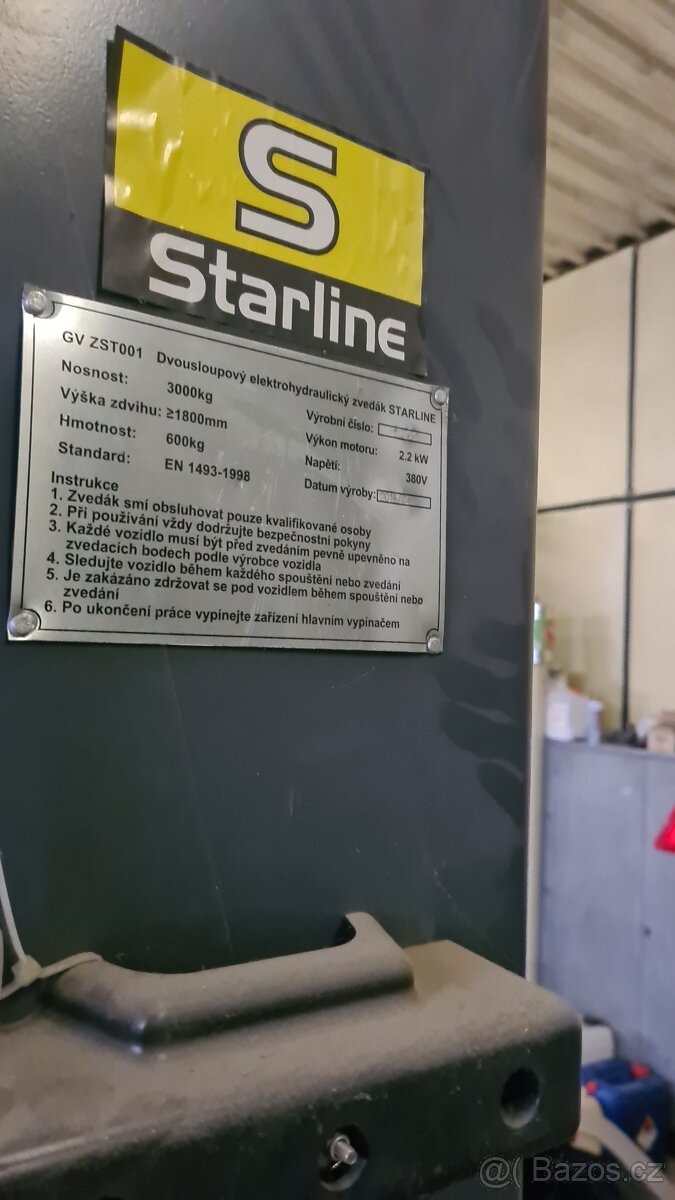 S
Starline
GV ZST001 Dvousloupový elektrohydraulický zvedák STARLINE
Nosnost: 3000kg
Výška zdvihu: ≥1800mm
Hmotnost: 600kg
Standard: EN 1493-1998
Výrobní číslo:
Výkon motoru: 2.2 kW
Napětí: 380V
Datum výroby:
Instrukce
1. Zvedák smí obsluhovat pouze kvalifikované osoby
2. Při používání vždy dodržujte bezpečnostní pokyny
3. Každé vozidlo musí být před zvedáním pevně upevněno na
zvedacích bodech podle výrobce vozidla
4. Sledujte vozidlo během každého spouštění nebo zvedání
5. Je zakázáno zdržovat se pod vozidlem během spouštění nebo
zvedání
6. Po ukončení práce vypínejte zařízení hlavním vypínačem
@( Bazos.cz